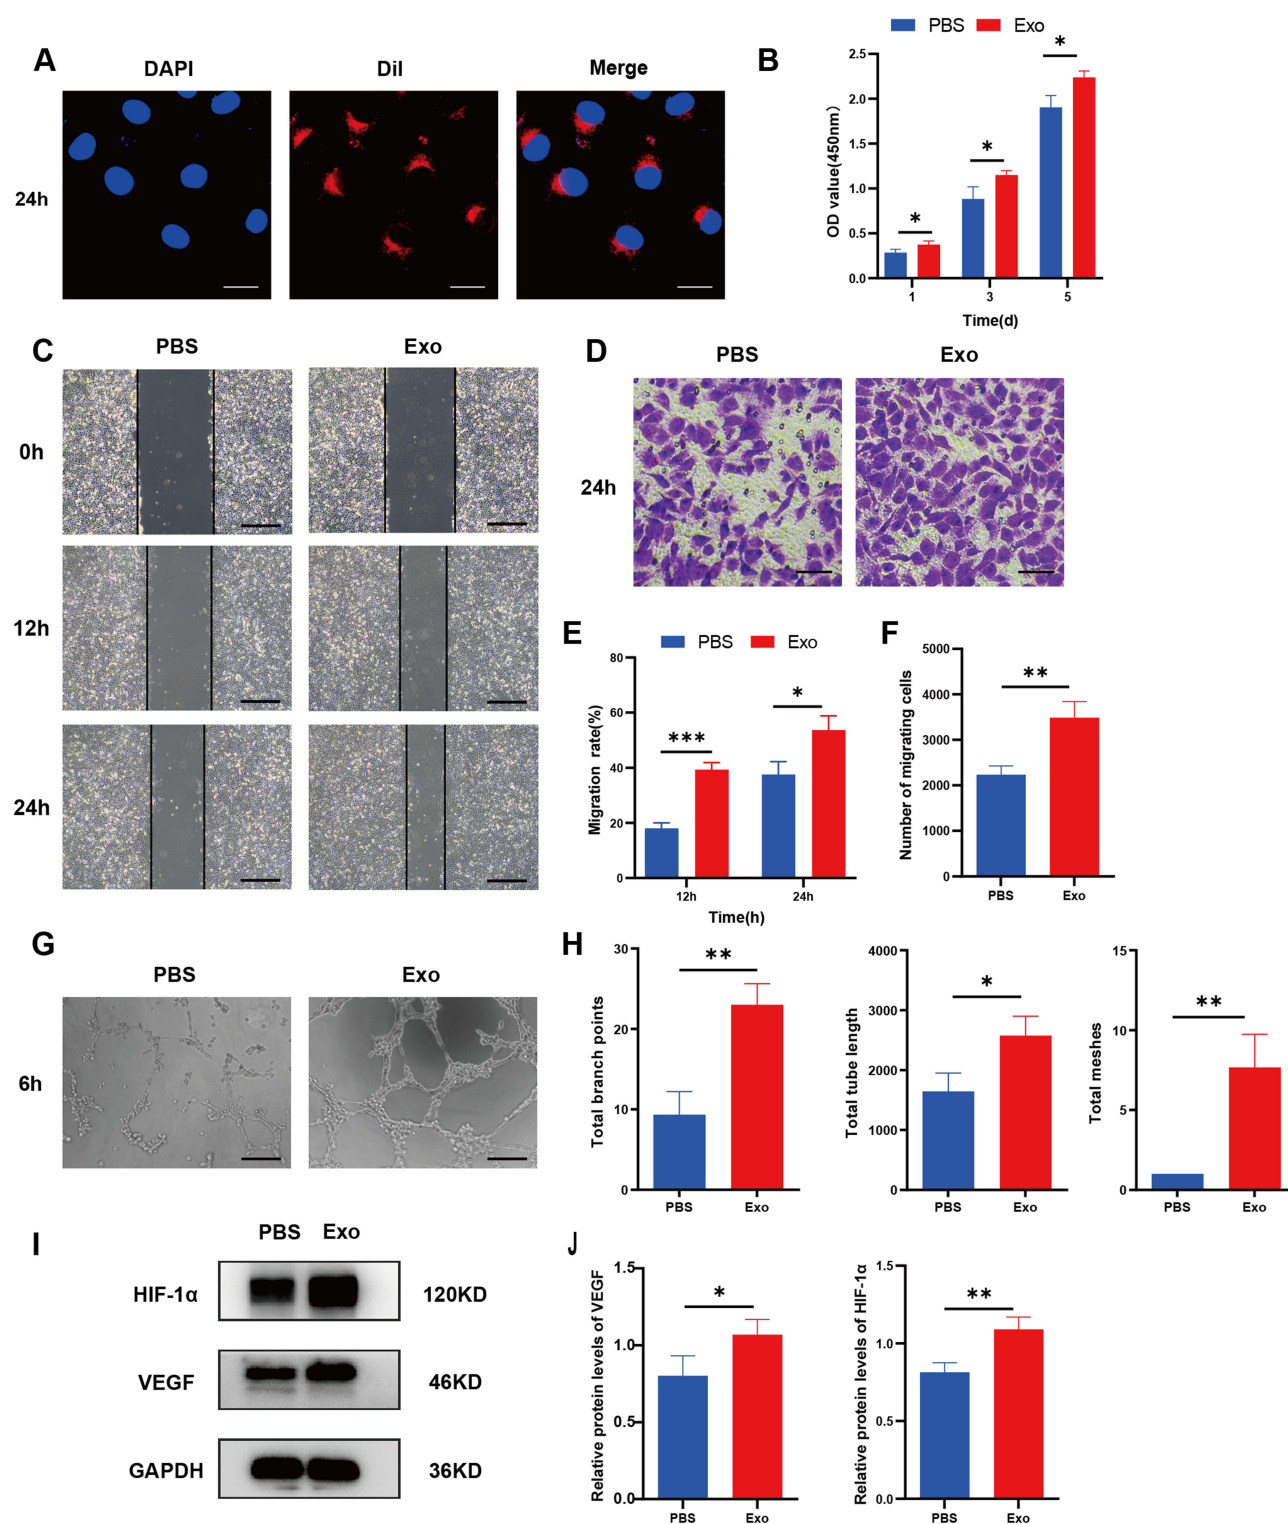 A
DAPI
Dil
Merge
24h
B
PBS
Exo
OD value(450nm)
2.5
2.0
1.5
1.0
0.5
0.0
*
*
*
1
3
5
Time(d)
C
PBS
Exo
0h
12h
24h
D
PBS
Exo
24h
E
PBS
Exo
Migration rate(%)
80
60
40
20
0
***
*
12h
24h
Time(h)
F
Number of migrating cells
5000
4000
3000
2000
1000
0
**
PBS
Exo
G
PBS
Exo
6h
H
Total branch points
30
20
10
0
**
PBS
Exo
Total tube length
4000
3000
2000
1000
0
*
PBS
Exo
Total meshes
15
10
5
0
**
PBS
Exo
I
PBS
Exo
HIF-1α
120KD
VEGF
46KD
GAPDH
36KD
J
Relative protein levels of VEGF
1.5
1.0
0.5
0.0
*
PBS
Exo
Relative protein levels of HIF-1α
1.5
1.0
0.5
0.0
**
PBS
Exo